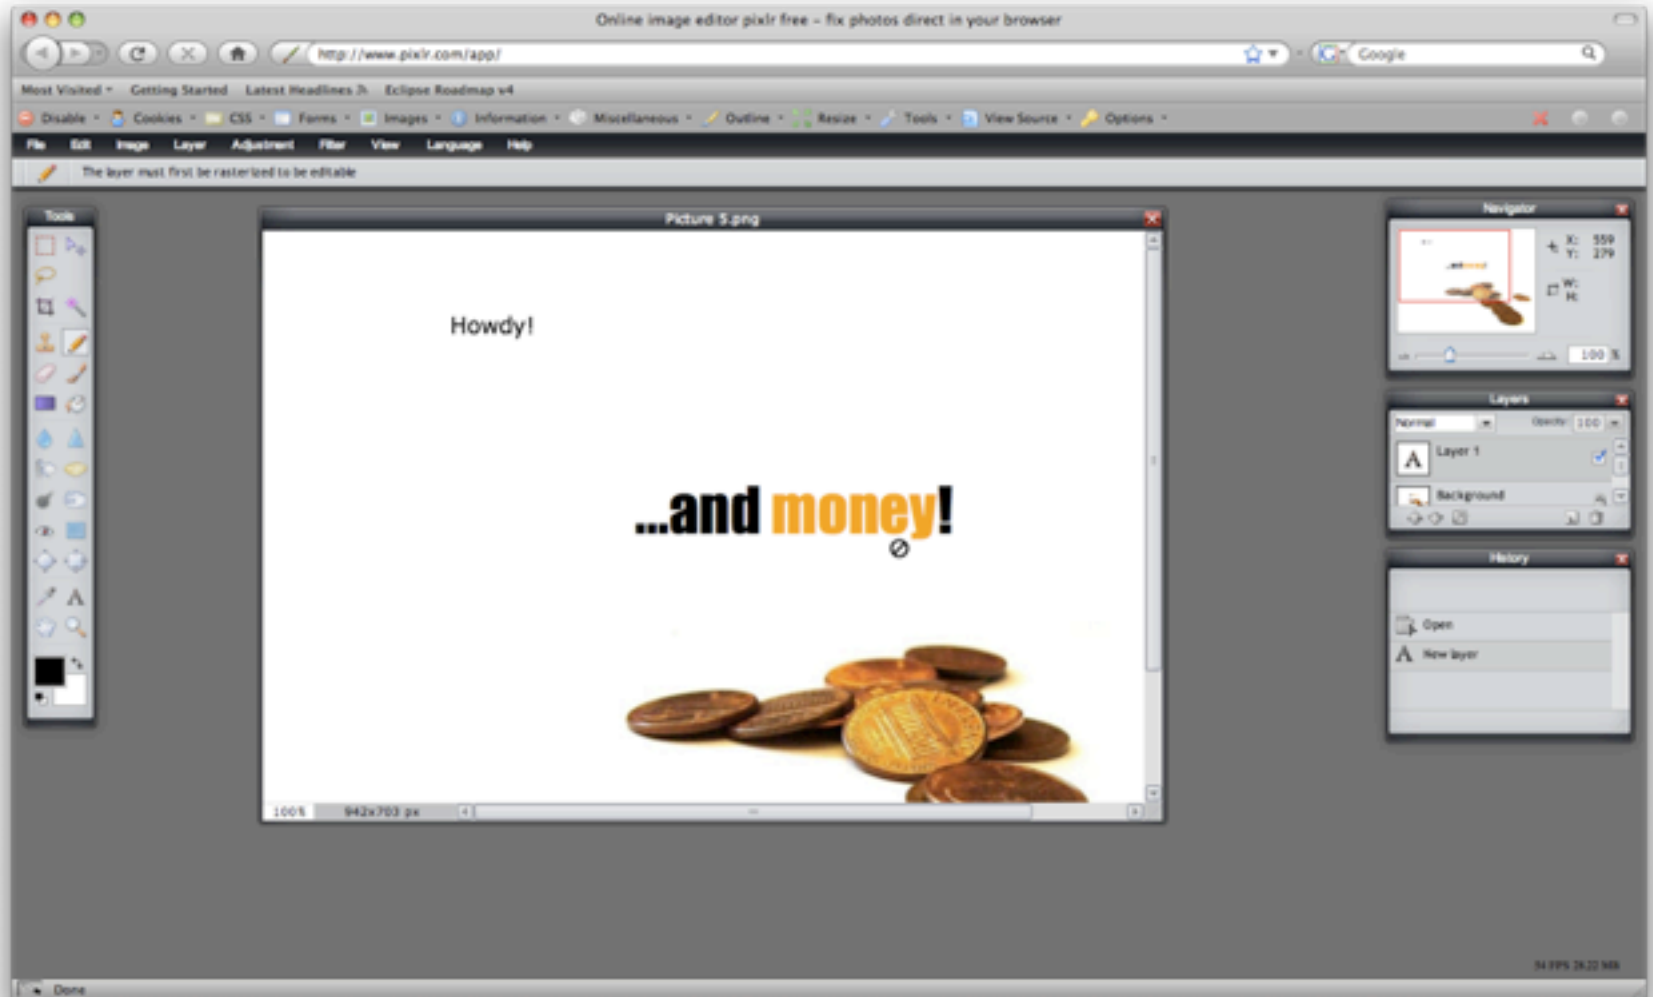 Online image editor pixlr free – fix photos direct in your browser
http://www.pixlr.com/app/
Google
Most Visited Getting Started Latest Headlines Eclipse Roadmap v4
Disable Cookies CSS Forms Images Information Miscellaneous Outline Resize Tools View Source Options
File Edit Image Layer Adjustment Filter View Language Help
The layer must first be rasterized to be editable
Tools
Picture 5.png
Howdy!
...and money!
100% 942x703 px
Navigator
X: 559
Y: 279
W:
H:
100 %
Layers
Normal Opacity: 100
A Layer 1
Background
History
Open
A New layer
Done